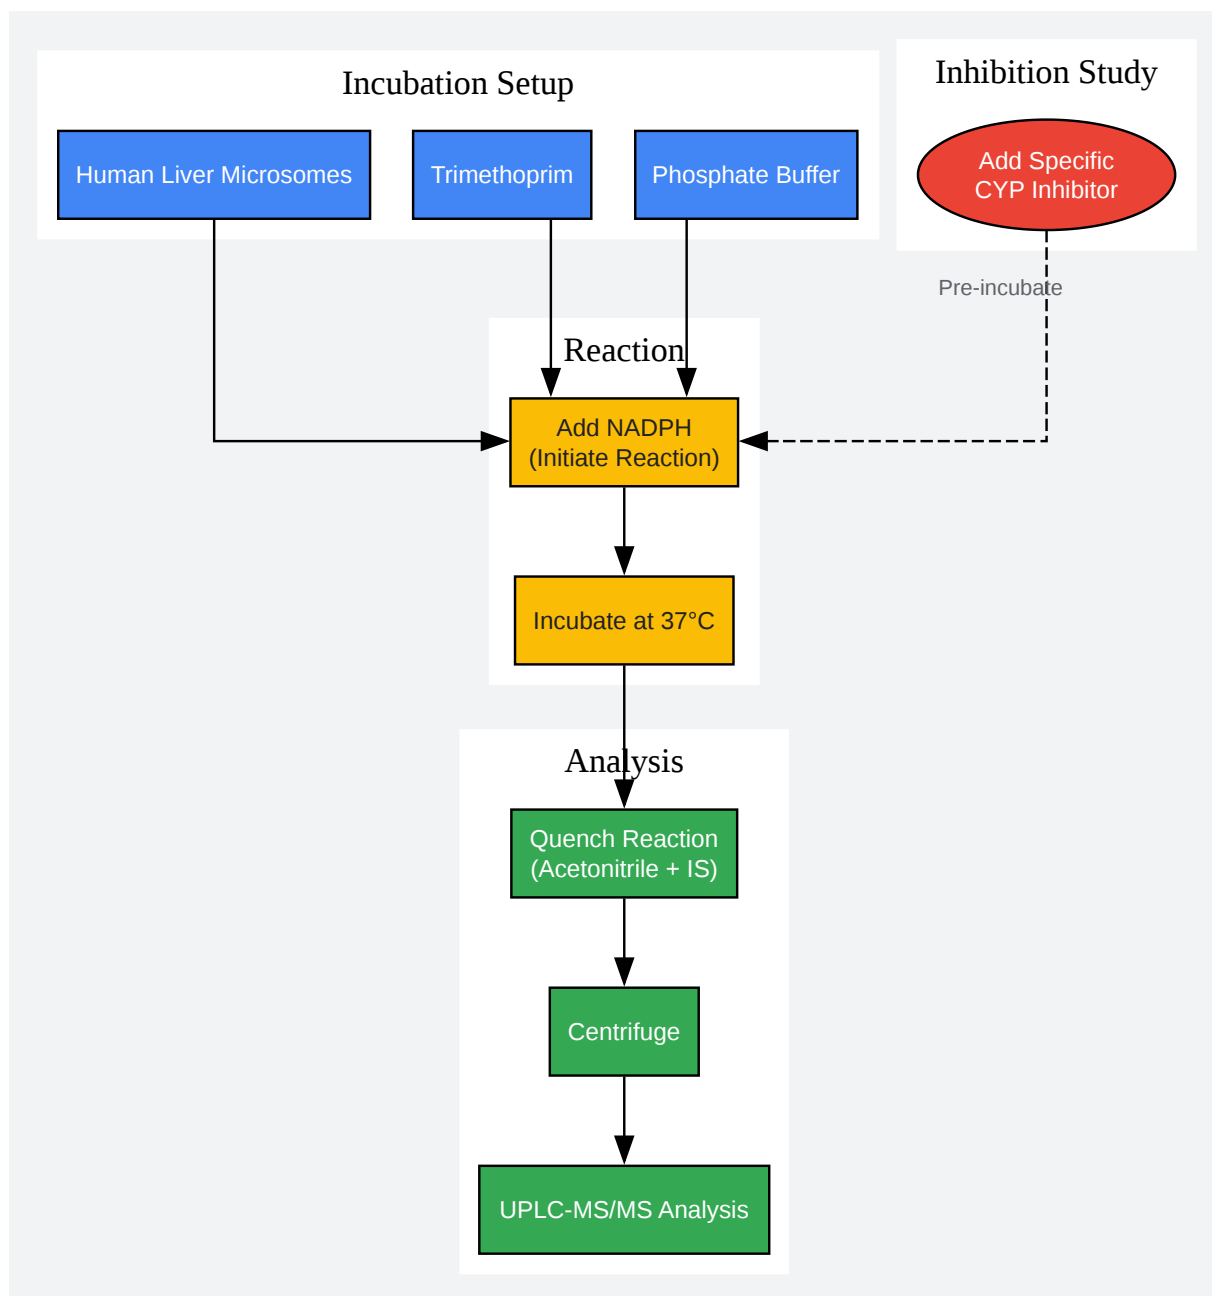 Incubation Setup
Human Liver Microsomes
Trimethoprim
Phosphate Buffer
Inhibition Study
Add Specific
CYP Inhibitor
Pre-incubate
Reaction
Add NADPH
(Initiate Reaction)
Incubate at 37°C
Analysis
Quench Reaction
(Acetonitrile + IS)
Centrifuge
UPLC-MS/MS Analysis